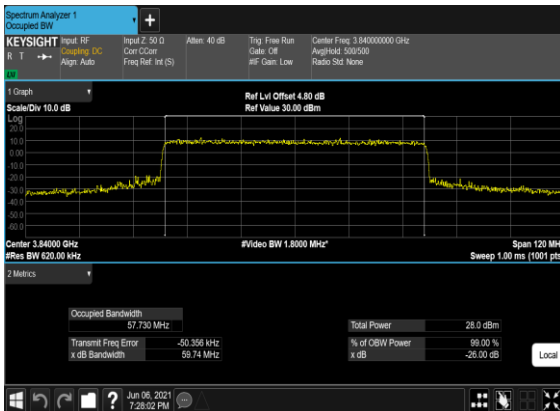 Spectrum Analyzer 1
Occupied BW
+
KEYSIGHT Input: RF Input Z: 50 Ω Atten: 40 dB Trig: Free Run Center Freq: 3.840000000 GHz
R T Coupling: DC Corr CCorr Gate: Off Avg|Hold: 500/500
Align: Auto Freq Ref: Int (S) #IF Gain: Low Radio Std: None
LXI
1 Graph Ref Lvl Offset 4.80 dB
Scale/Div 10.0 dB Ref Value 30.00 dBm
Log
20.0
10.0
0.00
-10.0
-20.0
-30.0
-40.0
-50.0
-60.0
Center 3.84000 GHz #Video BW 1.8000 MHz* Span 120 MH
#Res BW 620.00 kHz Sweep 1.00 ms (1001 pts
2 Metrics
Occupied Bandwidth
57.730 MHz Total Power 28.0 dBm
Transmit Freq Error -50.356 kHz % of OBW Power 99.00 %
x dB Bandwidth 59.74 MHz x dB -26.00 dB
Local
? Jun 06, 2021
7:28:02 PM